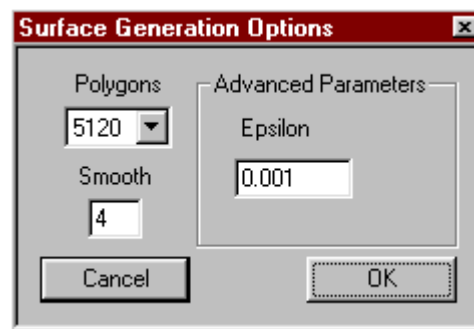 Surface Generation Options
Polygons
5120
Smooth
4
Advanced Parameters
Epsilon
0.001
Cancel
OK